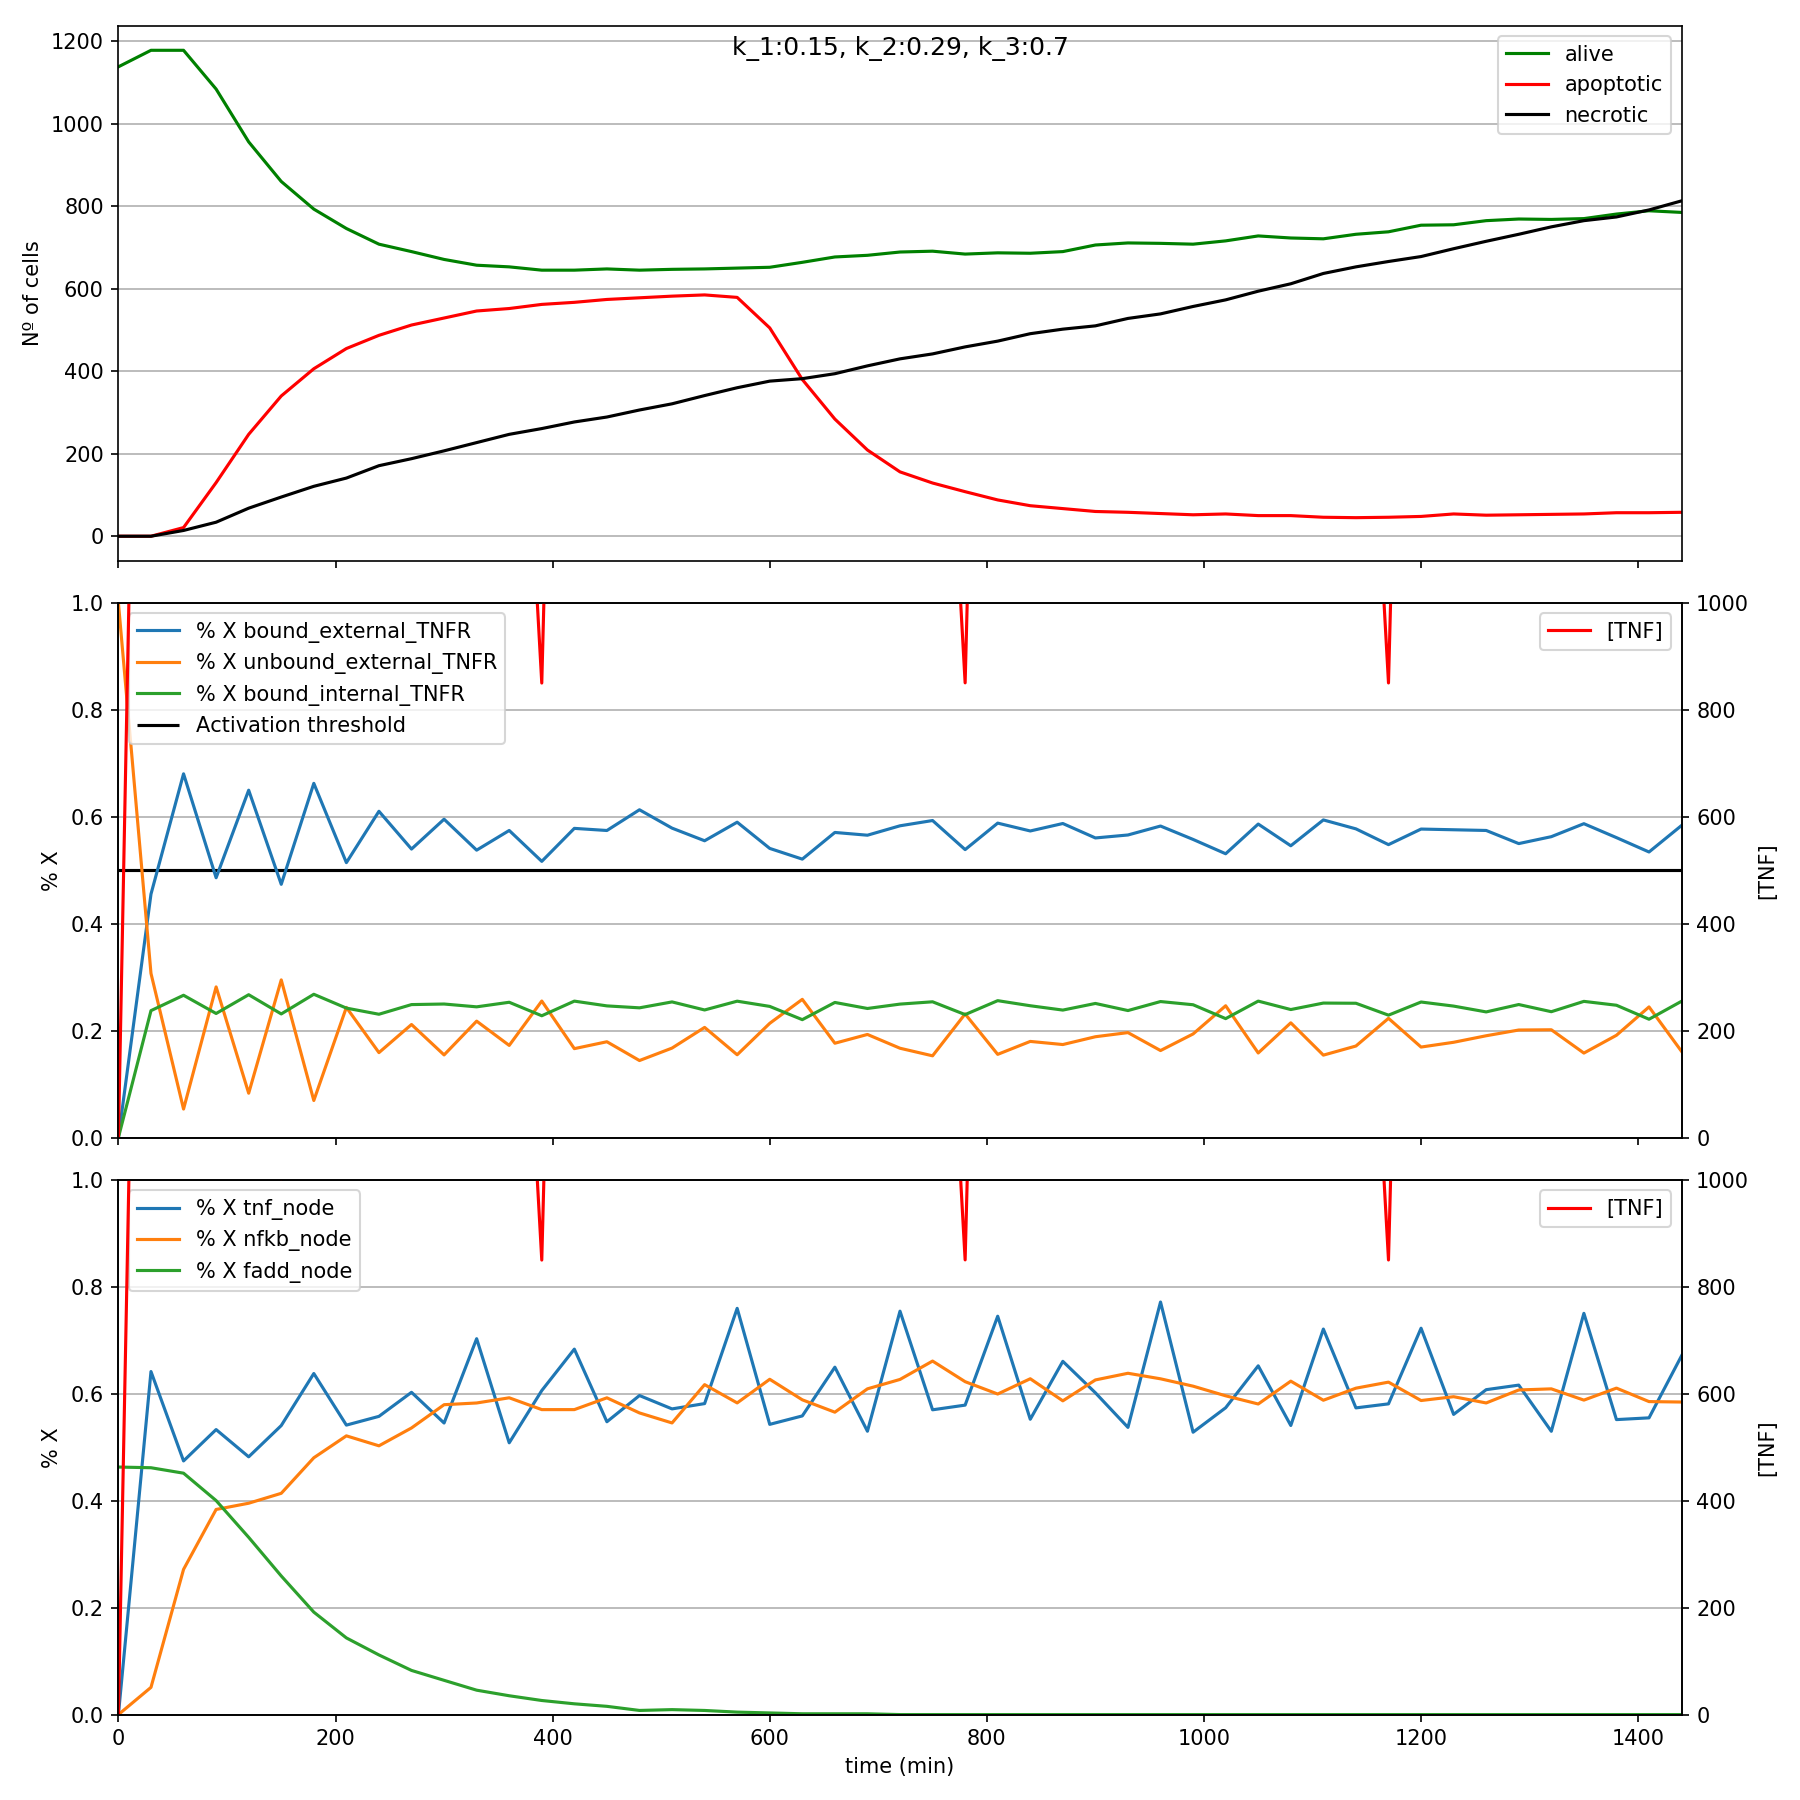 k_1:0.15, k_2:0.29, k_3:0.7
alive
apoptotic
necrotic
1200
1000
800
600
400
200
0
Nº of cells
% X bound_external_TNFR
% X unbound_external_TNFR
% X bound_internal_TNFR
Activation threshold
[TNF]
1.0
0.8
0.6
0.4
0.2
0.0
% X
1000
800
600
400
200
0
[TNF]
% X tnf_node
% X nfkb_node
% X fadd_node
[TNF]
1.0
0.8
0.6
0.4
0.2
0.0
% X
1000
800
600
400
200
0
[TNF]
0 200 400 600 800 1000 1200 1400
time (min)